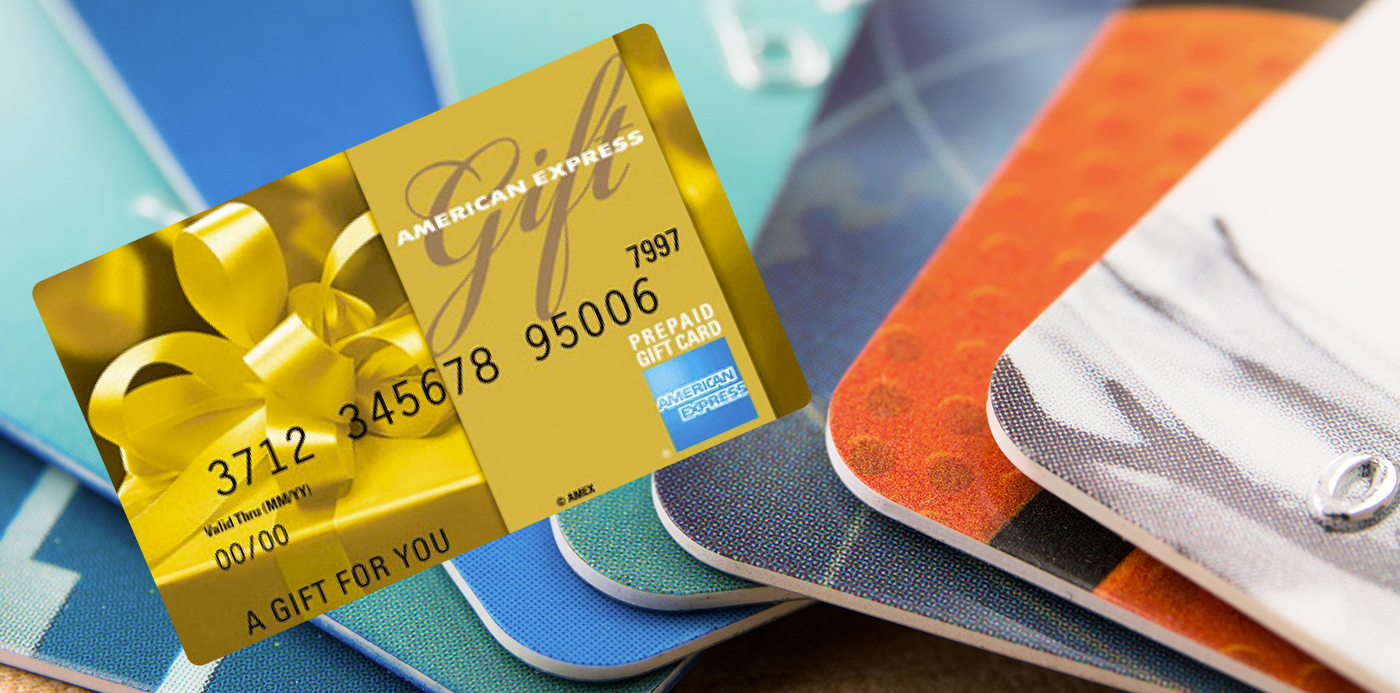 Gift
AMERICAN EXPRESS
7997
3712 345678 95006
PREPAID
GIFT CARD
AMERICAN
EXPRESS
Valid Thru (MM/YY)
00/00
© AMEX
A GIFT FOR YOU